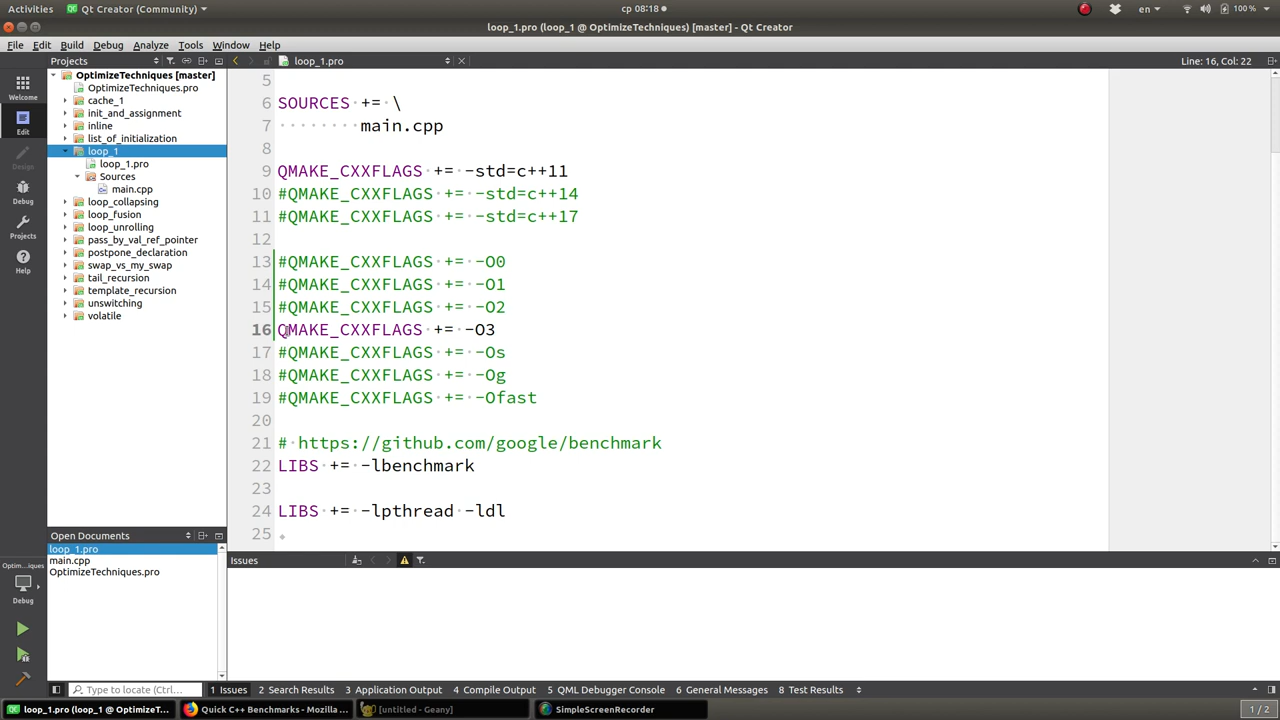 Activities Qt Creator (Community) ср 08:18 en 100 %
loop_1.pro (loop_1 @ OptimizeTechniques) [master] - Qt Creator
File Edit Build Debug Analyze Tools Window Help
Projects loop_1.pro Line: 16, Col: 22
Welcome
Edit
Design
Debug
Projects
Help
OptimizeTechniques [master]
OptimizeTechniques.pro
cache_1
init_and_assignment
inline
list_of_initialization
loop_1
loop_1.pro
Sources
main.cpp
loop_collapsing
loop_fusion
loop_unrolling
pass_by_val_ref_pointer
postpone_declaration
swap_vs_my_swap
tail_recursion
template_recursion
unswitching
volatile
5
6 SOURCES += \
7 main.cpp
8
9 QMAKE_CXXFLAGS += -std=c++11
10 #QMAKE_CXXFLAGS += -std=c++14
11 #QMAKE_CXXFLAGS += -std=c++17
12
13 #QMAKE_CXXFLAGS += -O0
14 #QMAKE_CXXFLAGS += -O1
15 #QMAKE_CXXFLAGS += -O2
16 QMAKE_CXXFLAGS += -O3
17 #QMAKE_CXXFLAGS += -Os
18 #QMAKE_CXXFLAGS += -Og
19 #QMAKE_CXXFLAGS += -Ofast
20
21 # https://github.com/google/benchmark
22 LIBS += -lbenchmark
23
24 LIBS += -lpthread -ldl
25
Open Documents
loop_1.pro
main.cpp
OptimizeTechniques.pro
Issues
Optim...iques
Debug
Type to locate (Ctrl... 1 Issues 2 Search Results 3 Application Output 4 Compile Output 5 QML Debugger Console 6 General Messages 8 Test Results
loop_1.pro (loop_1 @ OptimizeT... Quick C++ Benchmarks - Mozilla ... [untitled - Geany] SimpleScreenRecorder 1 / 2